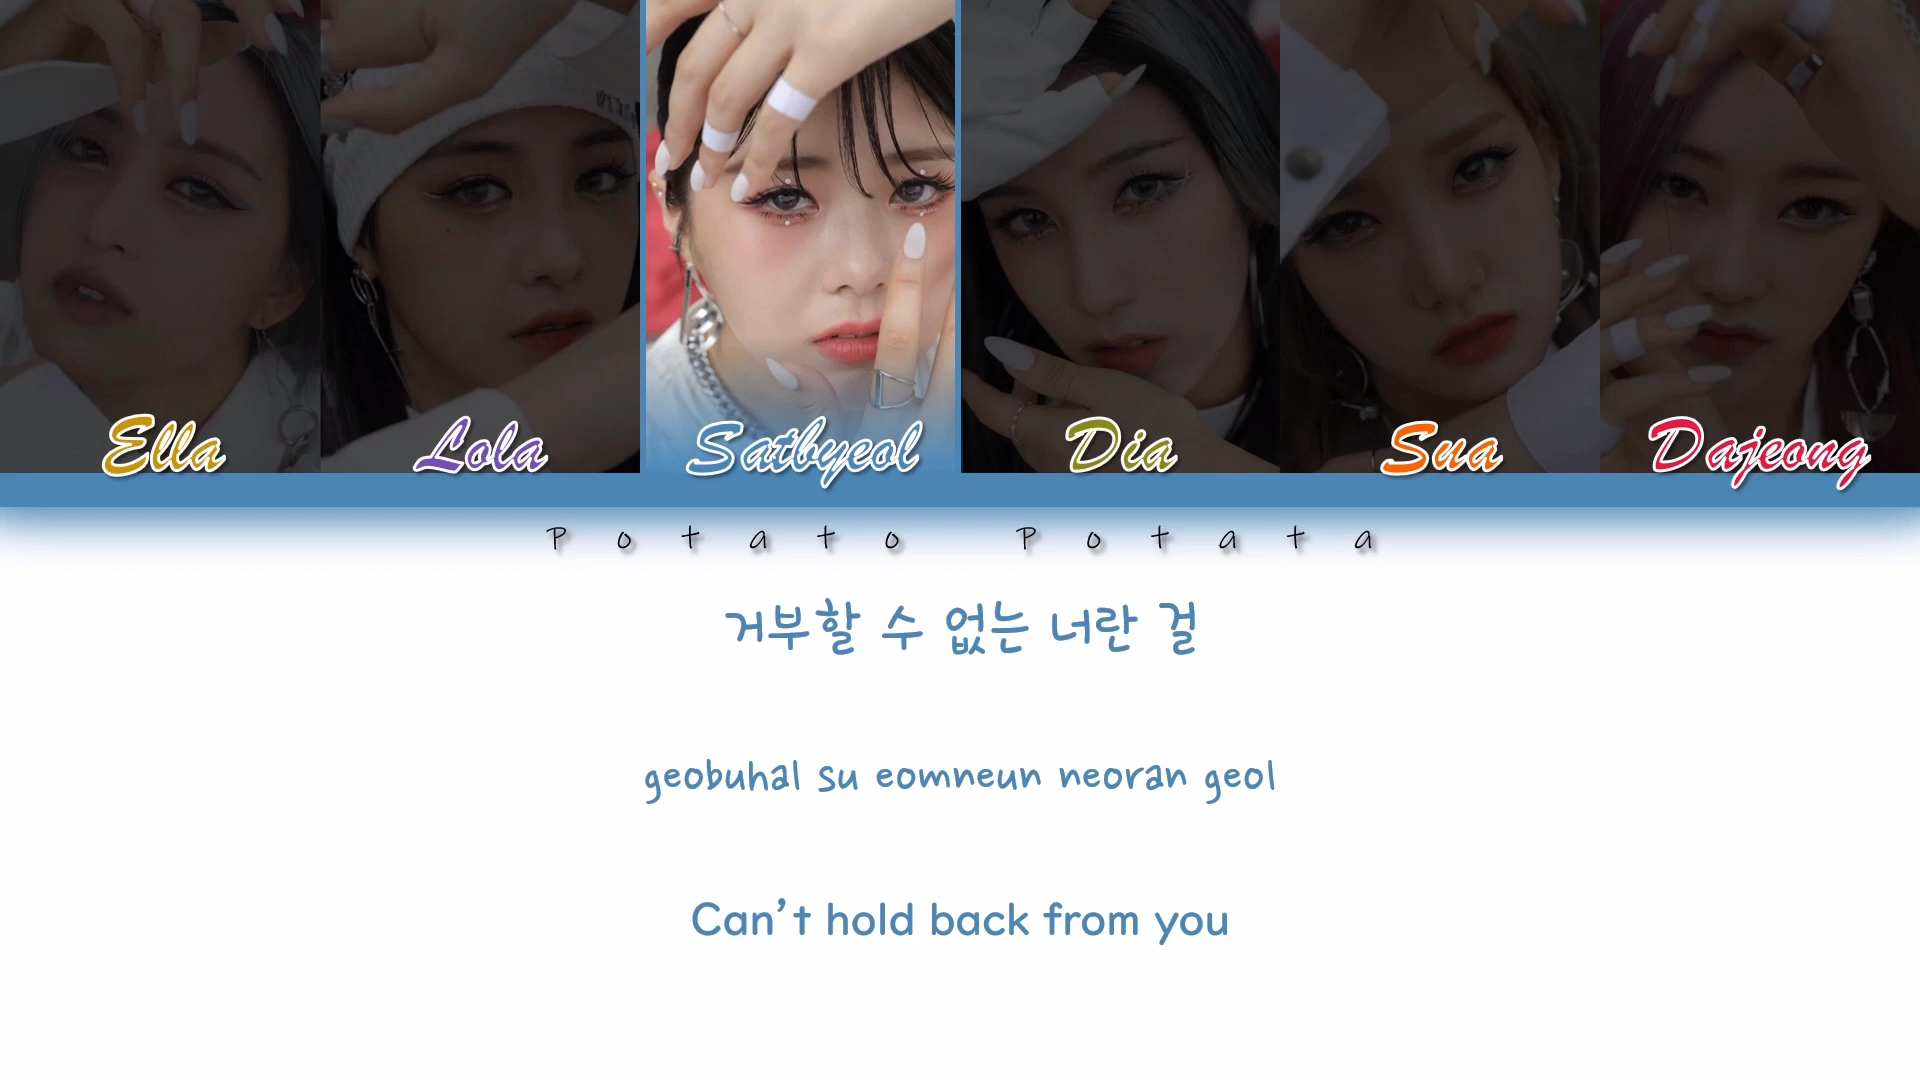 Ella Lola Satbyeol Dia Sua Dajeong
Potato Potata
거부할 수 없는 너란 걸
geobuhal su eomneun neoran geol
Can't hold back from you